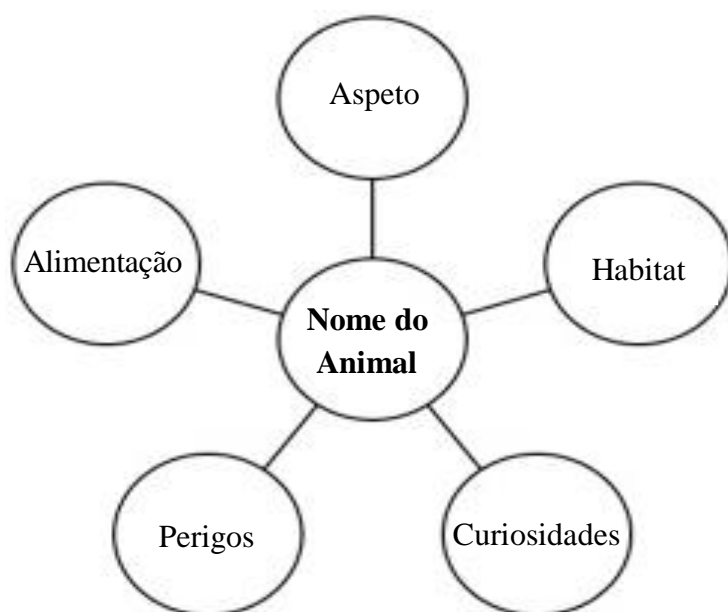 Aspeto
Alimentação
Habitat
Nome do
Animal
Perigos
Curiosidades